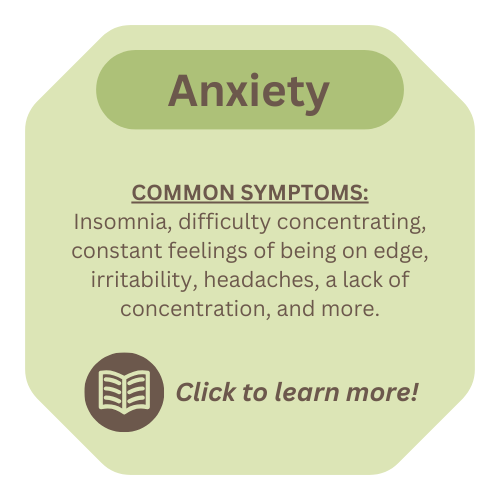 Anxiety
COMMON SYMPTOMS:
Insomnia, difficulty concentrating,
constant feelings of being on edge,
irritability, headaches, a lack of
concentration, and more.
Click to learn more!